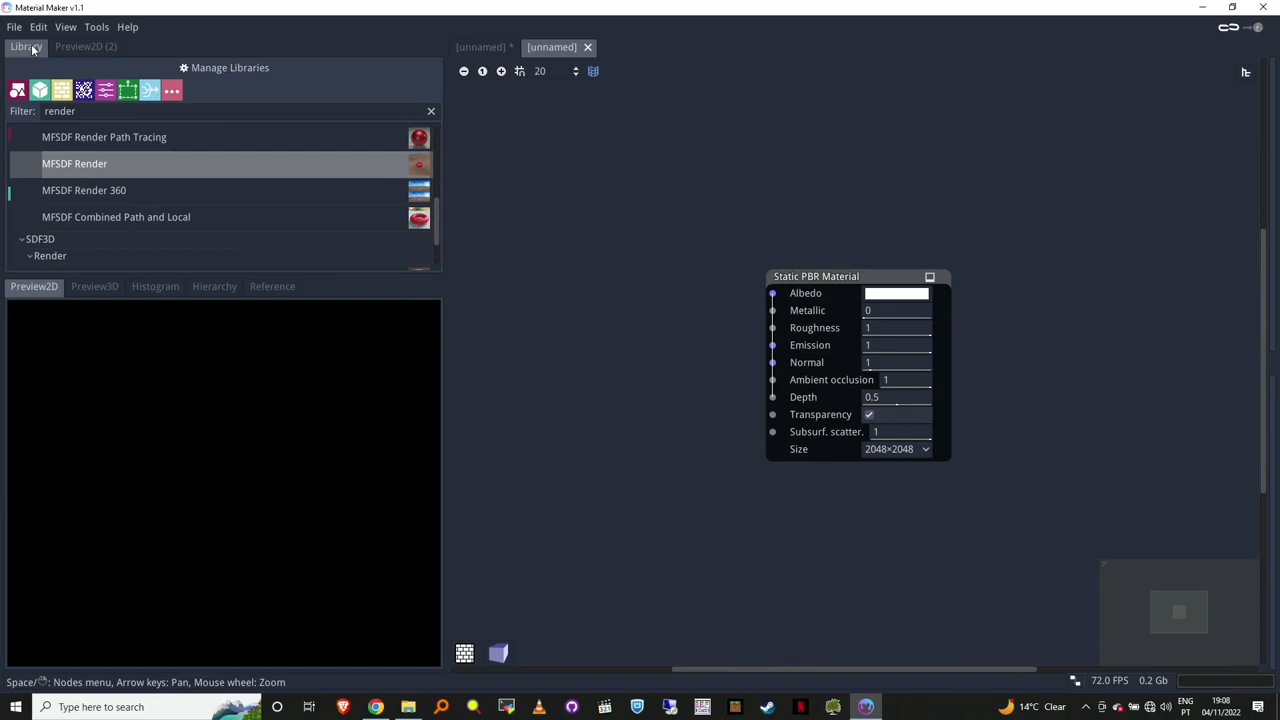 Material Maker v1.1
File Edit View Tools Help
Library Preview2D (2)
[unnamed] * [unnamed]
Manage Libraries
1 20
Filter: render
MFSDF Render Path Tracing
MFSDF Render
MFSDF Render 360
MFSDF Combined Path and Local
SDF3D
Render
Preview2D Preview3D Histogram Hierarchy Reference
Static PBR Material
Albedo
Metallic 0
Roughness 1
Emission 1
Normal 1
Ambient occlusion 1
Depth 0.5
Transparency
Subsurf. scatter. 1
Size 2048×2048
Space/ : Nodes menu, Arrow keys: Pan, Mouse wheel: Zoom
72.0 FPS 0.2 Gb
Type here to search
14°C Clear
ENG
PT
19:08
04/11/2022